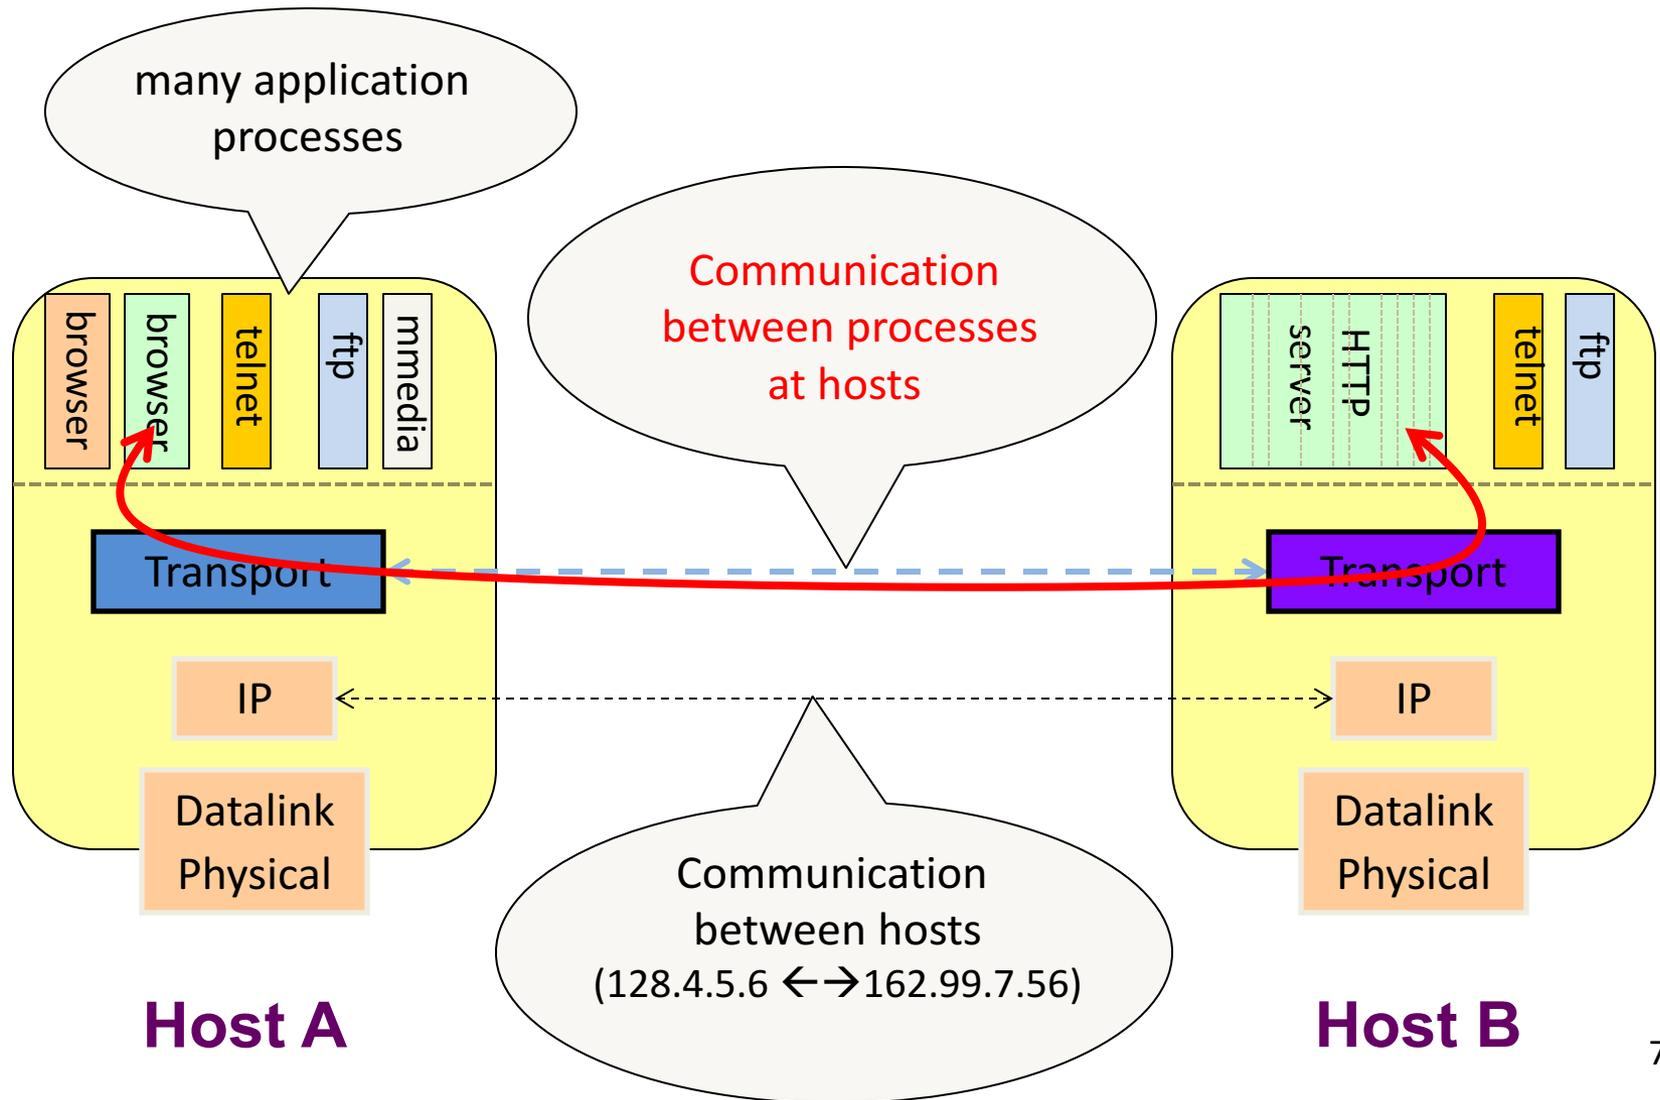 many application
processes
Communication
between processes
at hosts
browser
browser
telnet
ftp
mmedia
HTTP
server
telnet
ftp
Transport
Transport
IP
IP
Datalink
Physical
Datalink
Physical
Communication
between hosts
(128.4.5.6 ←→162.99.7.56)
Host A
Host B
7